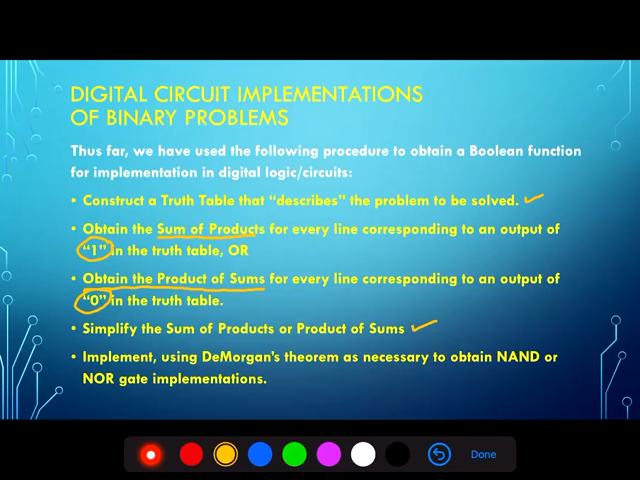 DIGITAL CIRCUIT IMPLEMENTATIONS
OF BINARY PROBLEMS
Thus far, we have used the following procedure to obtain a Boolean function
for implementation in digital logic/circuits:
• Construct a Truth Table that “describes” the problem to be solved.
• Obtain the Sum of Products for every line corresponding to an output of
“1” in the truth table, OR
• Obtain the Product of Sums for every line corresponding to an output of
“0” in the truth table.
• Simplify the Sum of Products or Product of Sums
• Implement, using DeMorgan’s theorem as necessary to obtain NAND or
NOR gate implementations.
Done